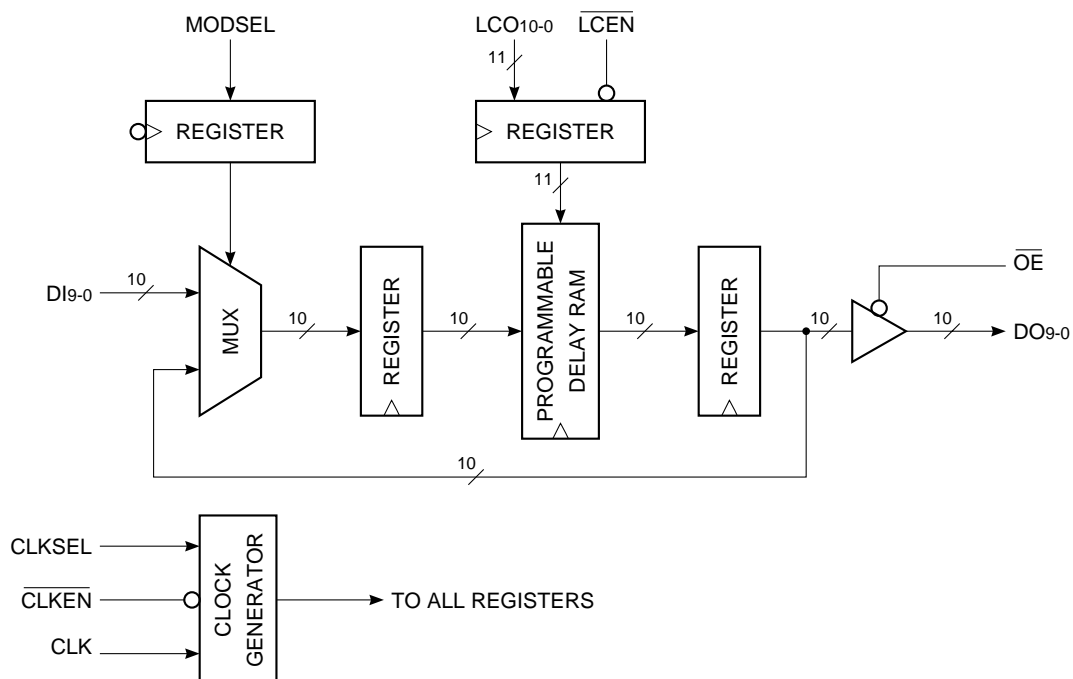 MODSEL
LCO10-0
LCEN
11
REGISTER
REGISTER
11
DI9-0
10
MUX
10
REGISTER
10
PROGRAMMABLE
DELAY RAM
10
REGISTER
10
OE
10
DO9-0
10
CLKSEL
CLKEN
CLK
CLOCK
GENERATOR
TO ALL REGISTERS